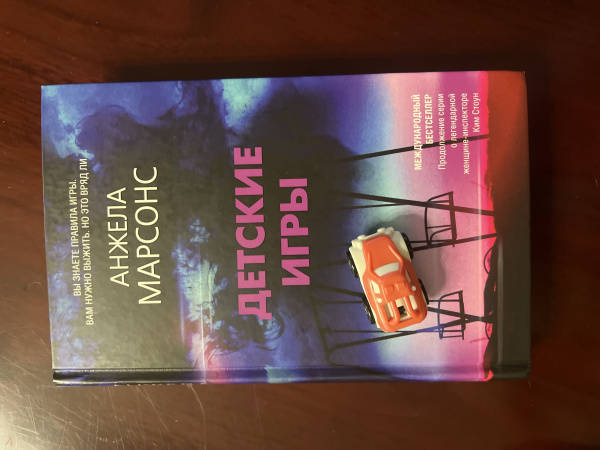 ВЫ ЗНАЕТЕ ПРАВИЛА ИГРЫ.
ВАМ НУЖНО ВЫЖИТЬ. НО ЭТО ВРЯД ЛИ
АНЖЕЛА
МАРСОНС
ДЕТСКИЕ
ИГРЫ
МЕЖДУНАРОДНЫЙ
БЕСТСЕЛЛЕР
Продолжение серии
о легендарной
женщине-инспекторе
Ким Стоун